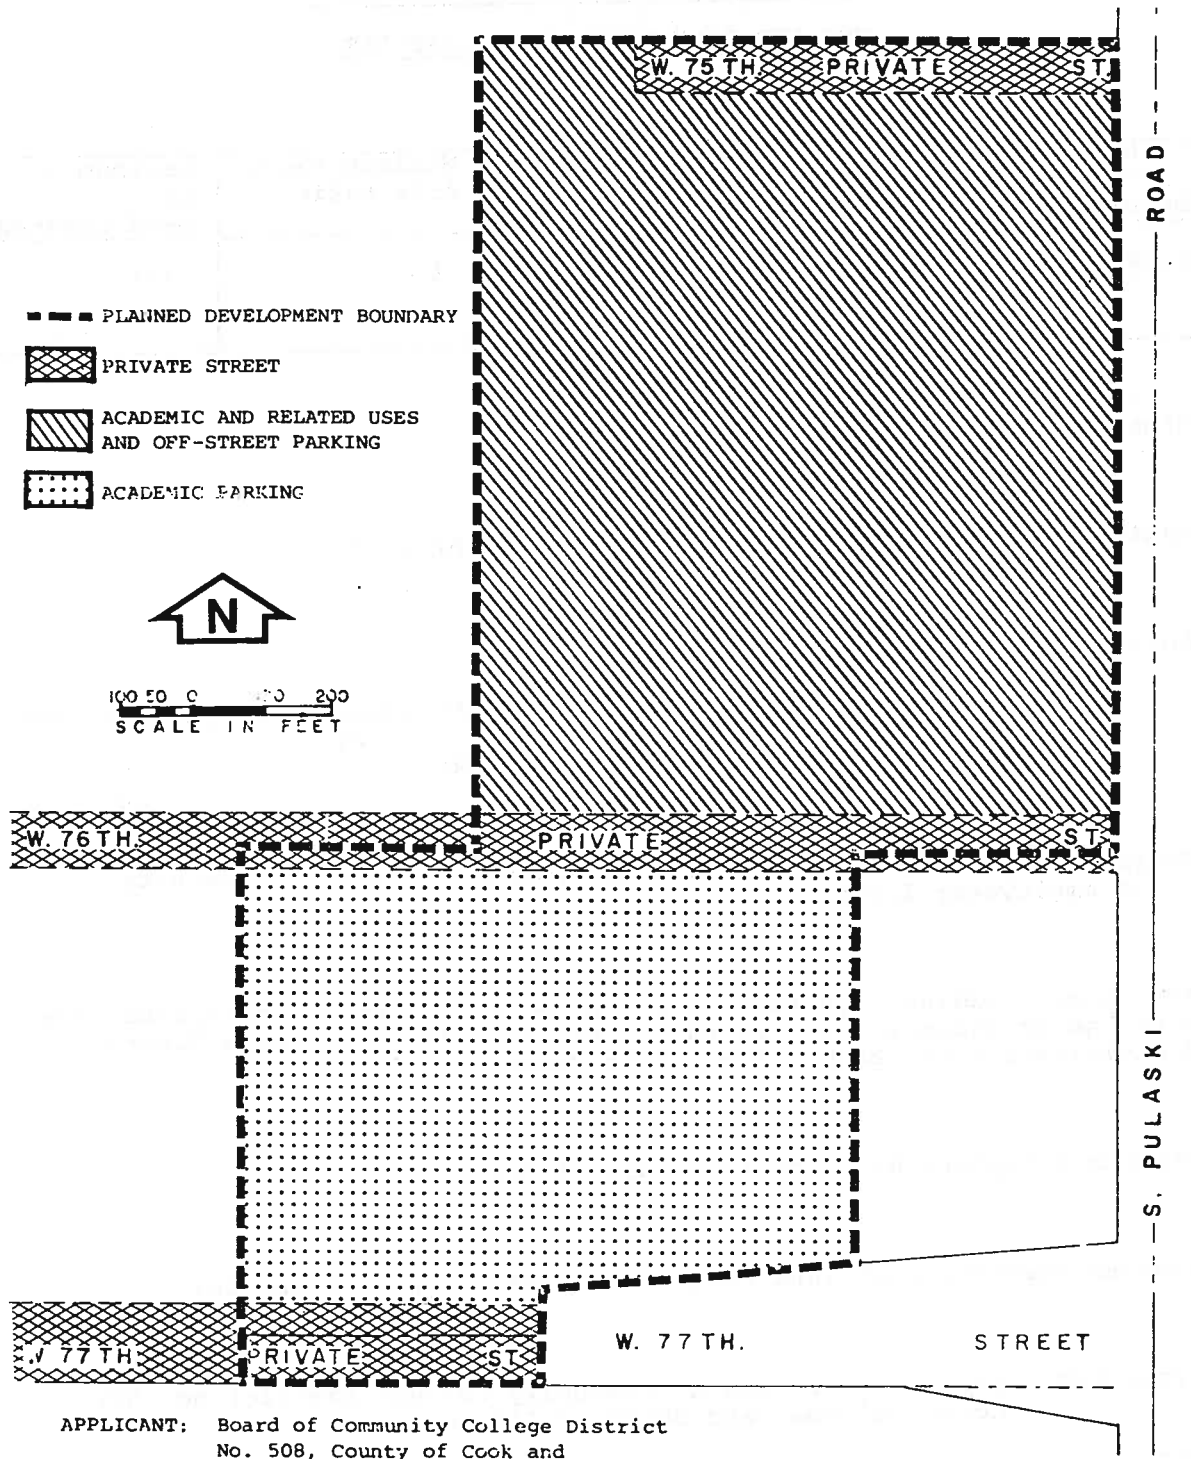 W. 75 TH. PRIVATE ST.
ROAD
PLANNED DEVELOPMENT BOUNDARY
PRIVATE STREET
ACADEMIC AND RELATED USES
AND OFF-STREET PARKING
ACADEMIC PARKING
N
100 50 0 100 200
SCALE IN FEET
W. 76 TH. PRIVATE ST.
S. PULASKI
W 77 TH PRIVATE ST
W. 77 TH. STREET
APPLICANT: Board of Community College District
No. 508, County of Cook and